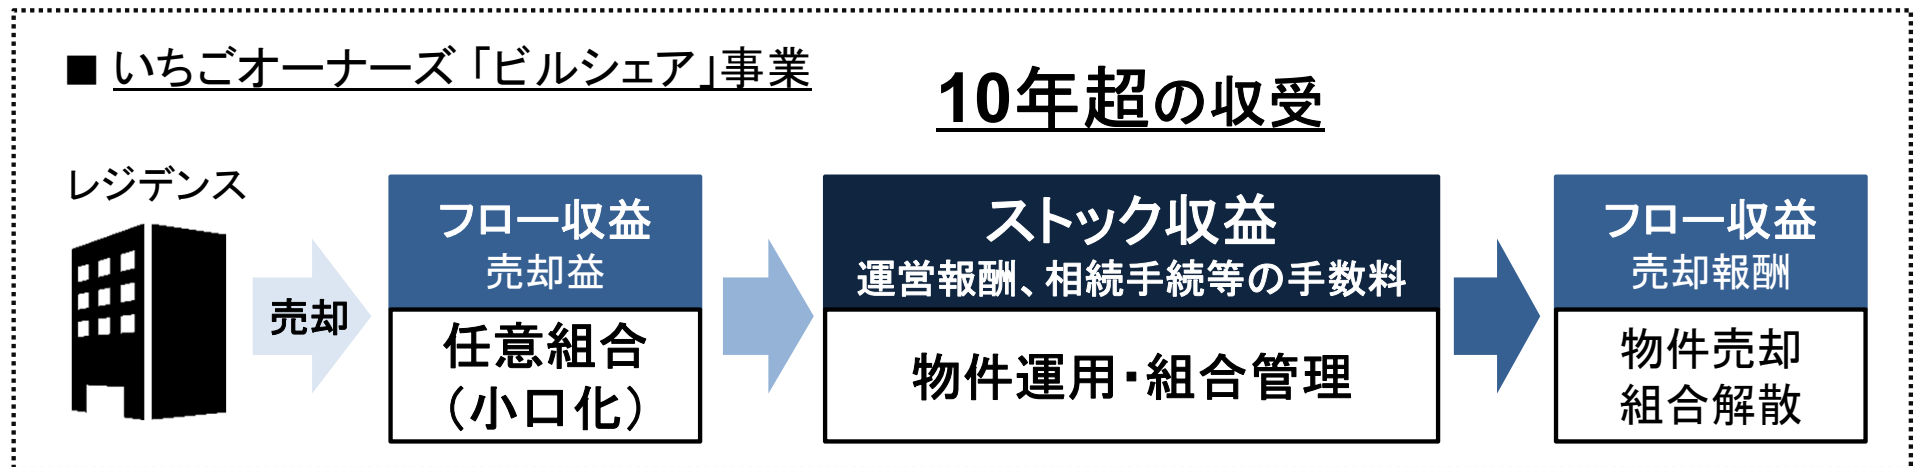 ■ いちごオーナーズ 「ビルシェア」事業
10年超の収受
レジデンス
売却
フロー収益
売却益
任意組合
（小口化）
ストック収益
運営報酬、相続手続等の手数料
物件運用・組合管理
フロー収益
売却報酬
物件売却
組合解散